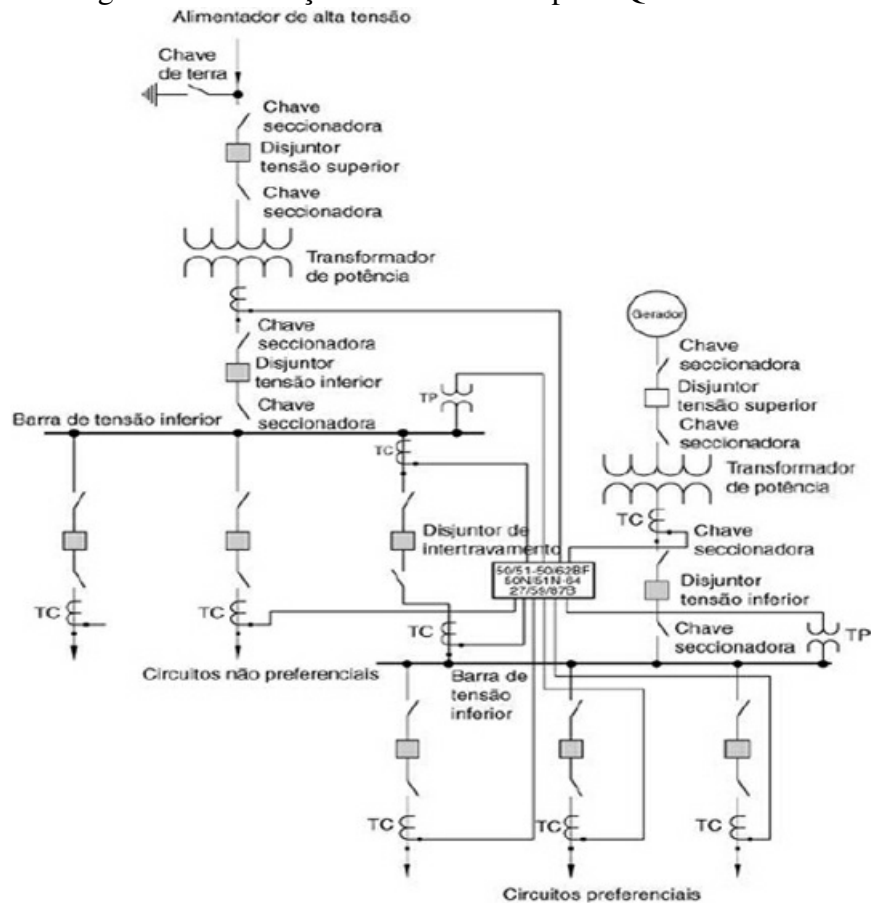 Alimentador de alta tensão
Chave
de terra
Chave
seccionadora
Disjuntor
tensão superior
Chave
seccionadora
Transformador
de potência
Chave
seccionadora
Disjuntor
tensão inferior
Chave
seccionadora
Barra de tensão inferior
TP
TC
Gerador
Chave
seccionadora
Disjuntor
tensão superior
Chave
seccionadora
Transformador
de potência
TC
Chave
seccionadora
Disjuntor de
intertravamento
50/51-50/62BF
50N/51N-64
27/59/87B
Disjuntor
tensão inferior
Chave
seccionadora
TP
TC
TC
TC
Circuitos não preferenciais
Barra de
tensão
inferior
TC
TC
TC
Circuitos preferenciais